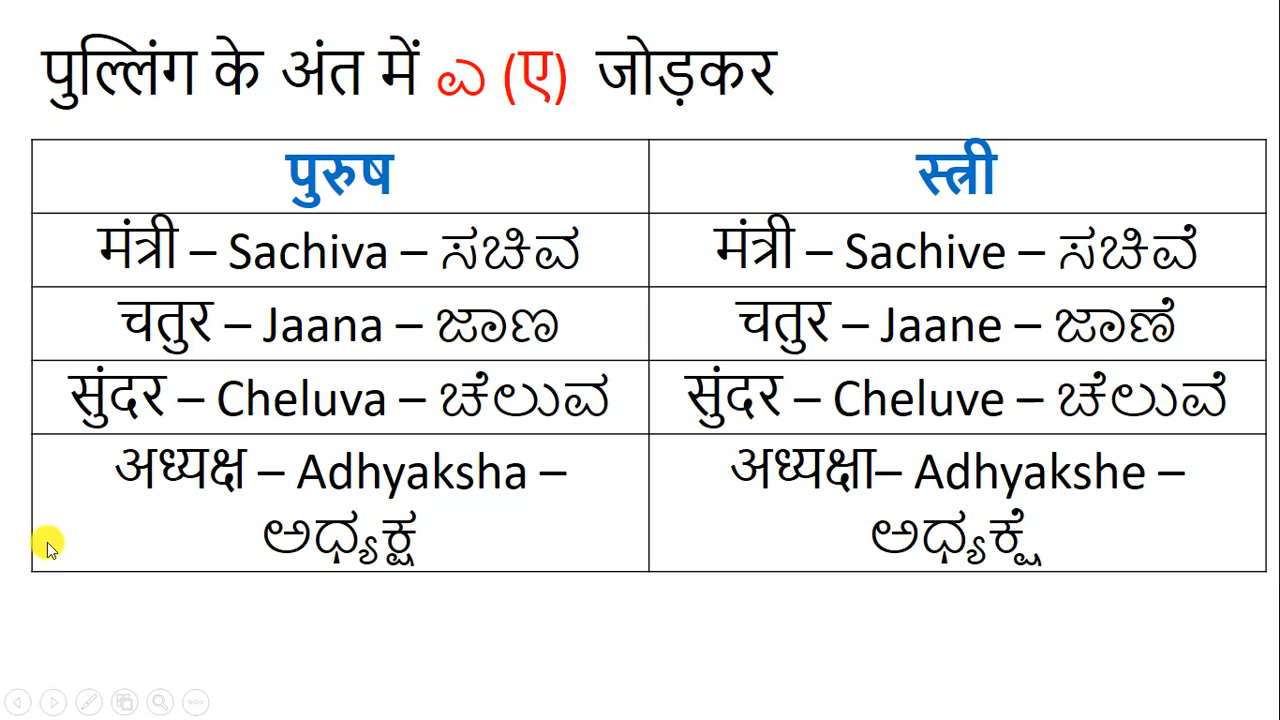 पुल्लिंग के अंत में ಎ (ए) जोड़कर
पुरुष
स्त्री
मंत्री – Sachiva – ಸಚಿವ
मंत्री – Sachive – ಸಚಿವೆ
चतुर – Jaana – ಜಾಣ
चतुर – Jaane – ಜಾಣೆ
सुंदर – Cheluva – ಚೆಲುವ
सुंदर – Cheluve – ಚೆಲುವೆ
अध्यक्ष – Adhyaksha –
ಅಧ್ಯಕ್ಷ
अध्यक्षा– Adhyakshe –
ಅಧ್ಯಕ್ಷೆ